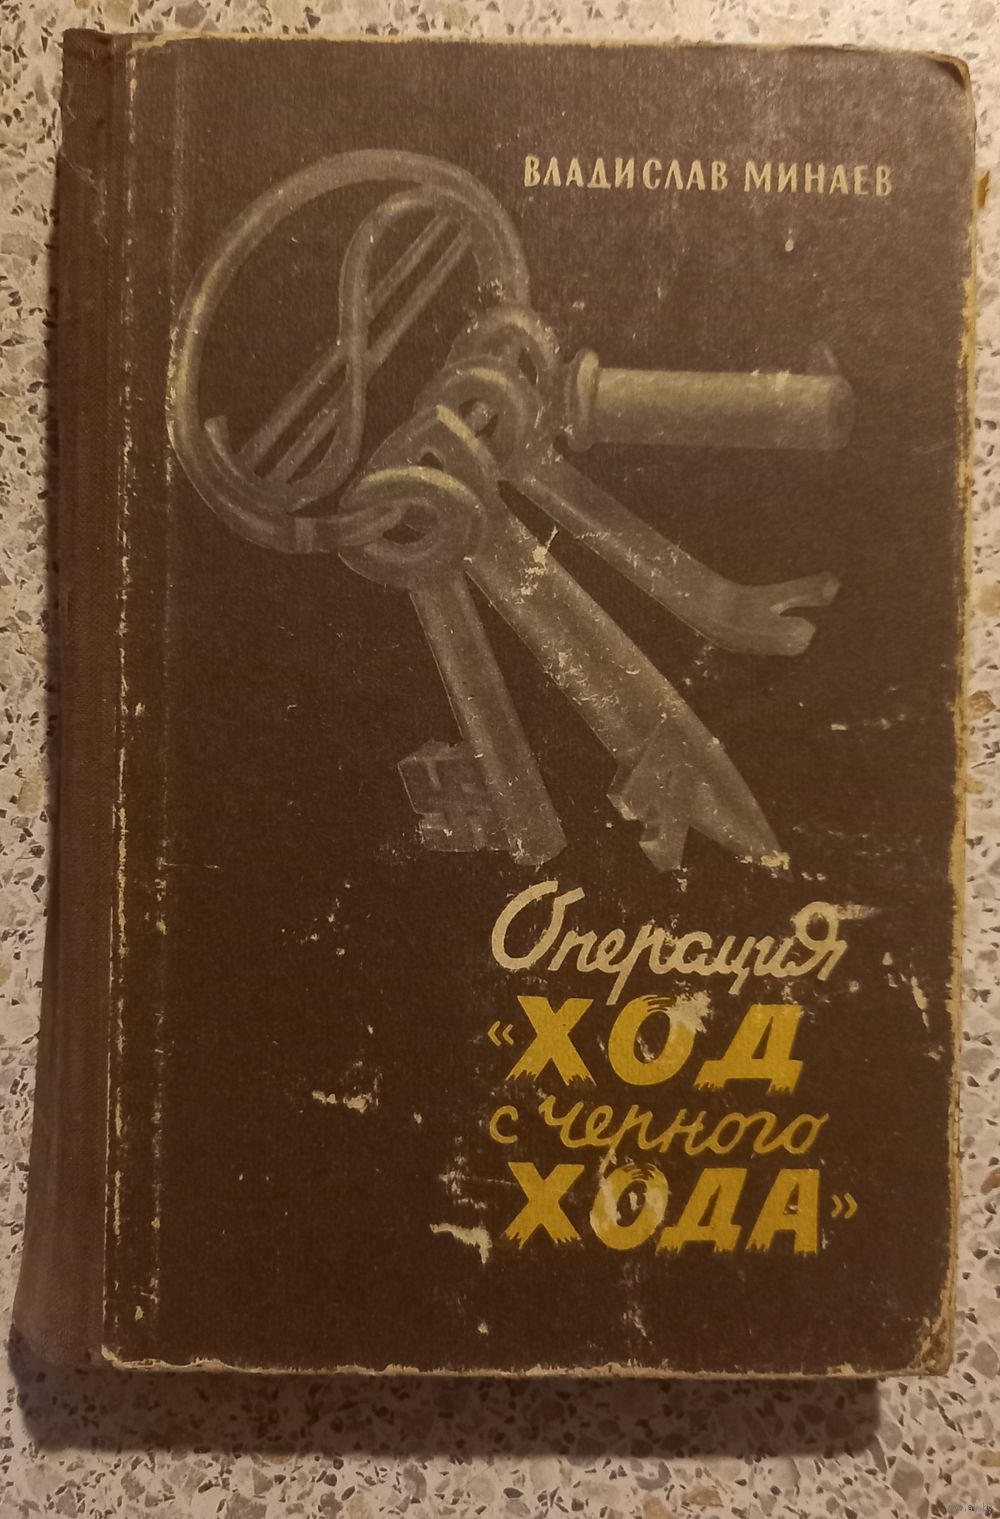 ВЛАДИСЛАВ МИНАЕВ
Операция
«ХОД
с черного
ХОДА»